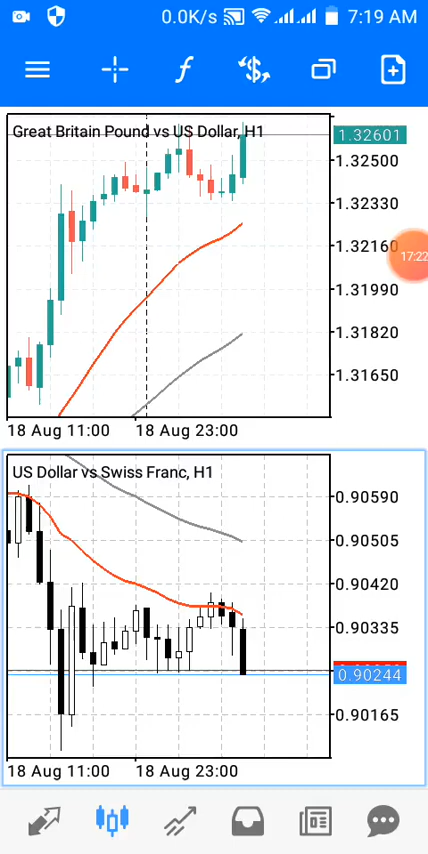 0.0K/s 7:19 AM
Great Britain Pound vs US Dollar, H1
1.32601
1.32500
1.32330
1.32160
17:22
1.31990
1.31820
1.31650
18 Aug 11:00 18 Aug 23:00
US Dollar vs Swiss Franc, H1
0.90590
0.90505
0.90420
0.90335
0.90244
0.90165
18 Aug 11:00 18 Aug 23:00